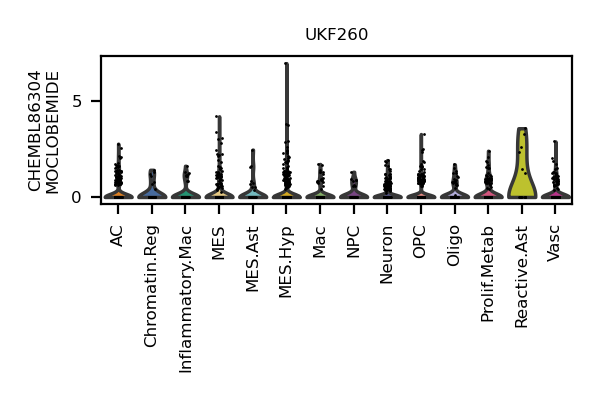 UKF260
CHEMBL86304
MOCLOBEMIDE
5
0
AC
Chromatin.Reg
Inflammatory.Mac
MES
MES.Ast
MES.Hyp
Mac
NPC
Neuron
OPC
Oligo
Prolif.Metab
Reactive.Ast
Vasc